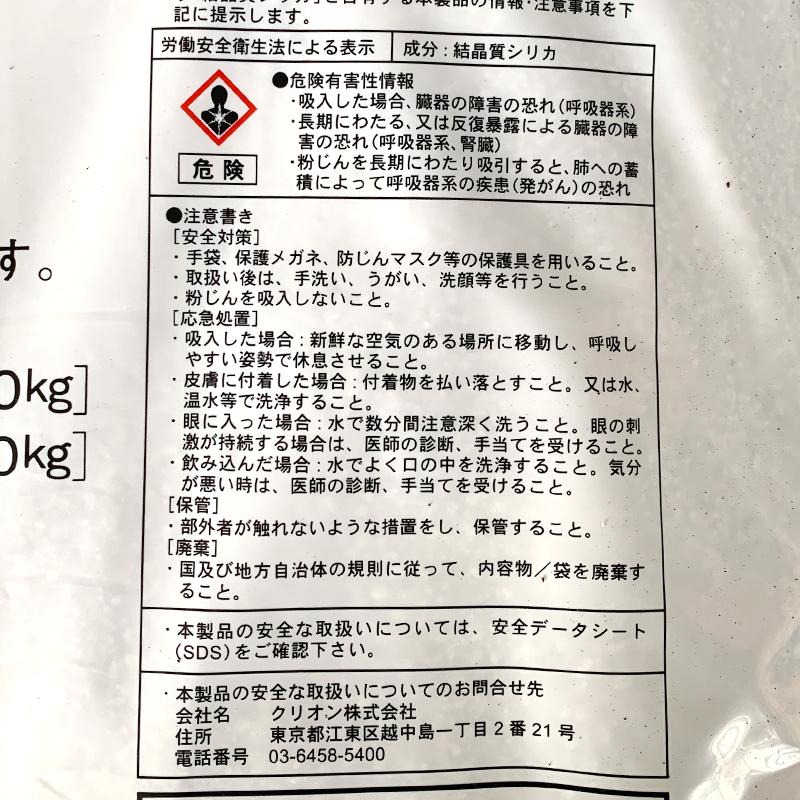 結晶質シリカ」を含有する本製品の情報・注意事項を下
記に提示します。
労働安全衛生法による表示 成分：結晶質シリカ
●危険有害性情報
・吸入した場合、臓器の障害の恐れ（呼吸器系）
・長期にわたる、又は反復暴露による臓器の障
害の恐れ（呼吸器系、腎臓）
・粉じんを長期にわたり吸引すると、肺への蓄
積によって呼吸器系の疾患（発がん）の恐れ
危険
●注意書き
［安全対策］
・手袋、保護メガネ、防じんマスク等の保護具を用いること。
・取扱い後は、手洗い、うがい、洗顔等を行うこと。
・粉じんを吸入しないこと。
［応急処置］
・吸入した場合：新鮮な空気のある場所に移動し、呼吸し
やすい姿勢で休息させること。
・皮膚に付着した場合：付着物を払い落とすこと。又は水、
温水等で洗浄すること。
・眼に入った場合：水で数分間注意深く洗うこと。眼の刺
激が持続する場合は、医師の診断、手当てを受けること。
・飲み込んだ場合：水でよく口の中を洗浄すること。気分
が悪い時は、医師の診断、手当てを受けること。
［保管］
・部外者が触れないような措置をし、保管すること。
［廃棄］
・国及び地方自治体の規則に従って、内容物／袋を廃棄す
ること。
・本製品の安全な取扱いについては、安全データシート
（SDS）をご確認下さい。
・本製品の安全な取扱いについてのお問合せ先
会社名 クリオン株式会社
住所 東京都江東区越中島一丁目2番21号
電話番号 03-6458-5400
す。
0kg］
0kg］